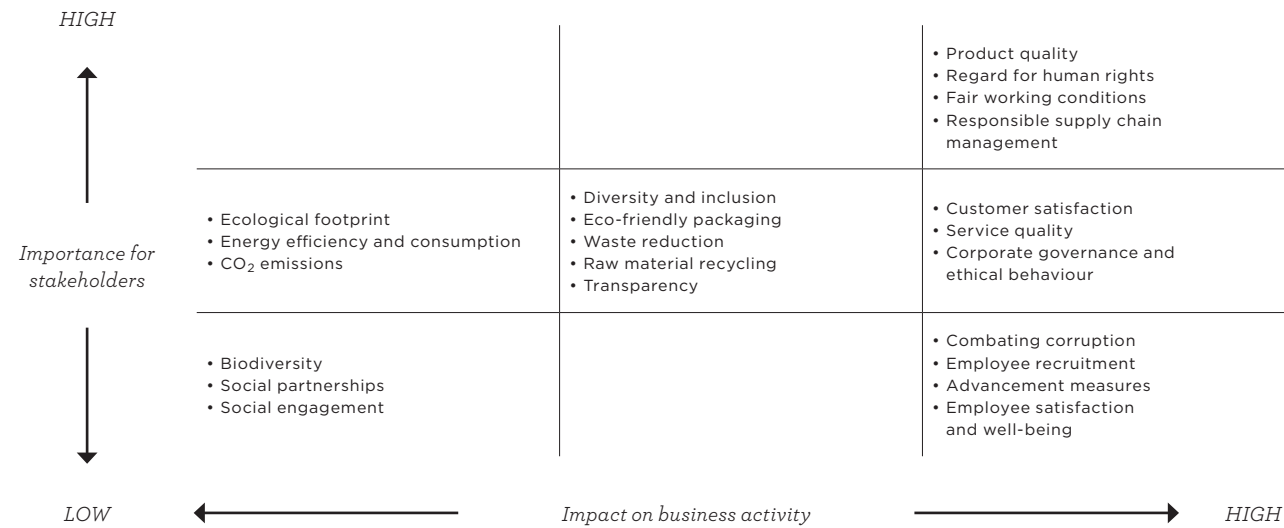 HIGH
• Product quality
• Regard for human rights
• Fair working conditions
• Responsible supply chain
management
Importance for
stakeholders
• Ecological footprint
• Energy efficiency and consumption
• CO₂ emissions
• Diversity and inclusion
• Eco-friendly packaging
• Waste reduction
• Raw material recycling
• Transparency
• Customer satisfaction
• Service quality
• Corporate governance and
ethical behaviour
• Biodiversity
• Social partnerships
• Social engagement
• Combating corruption
• Employee recruitment
• Advancement measures
• Employee satisfaction
and well-being
LOW
Impact on business activity
HIGH